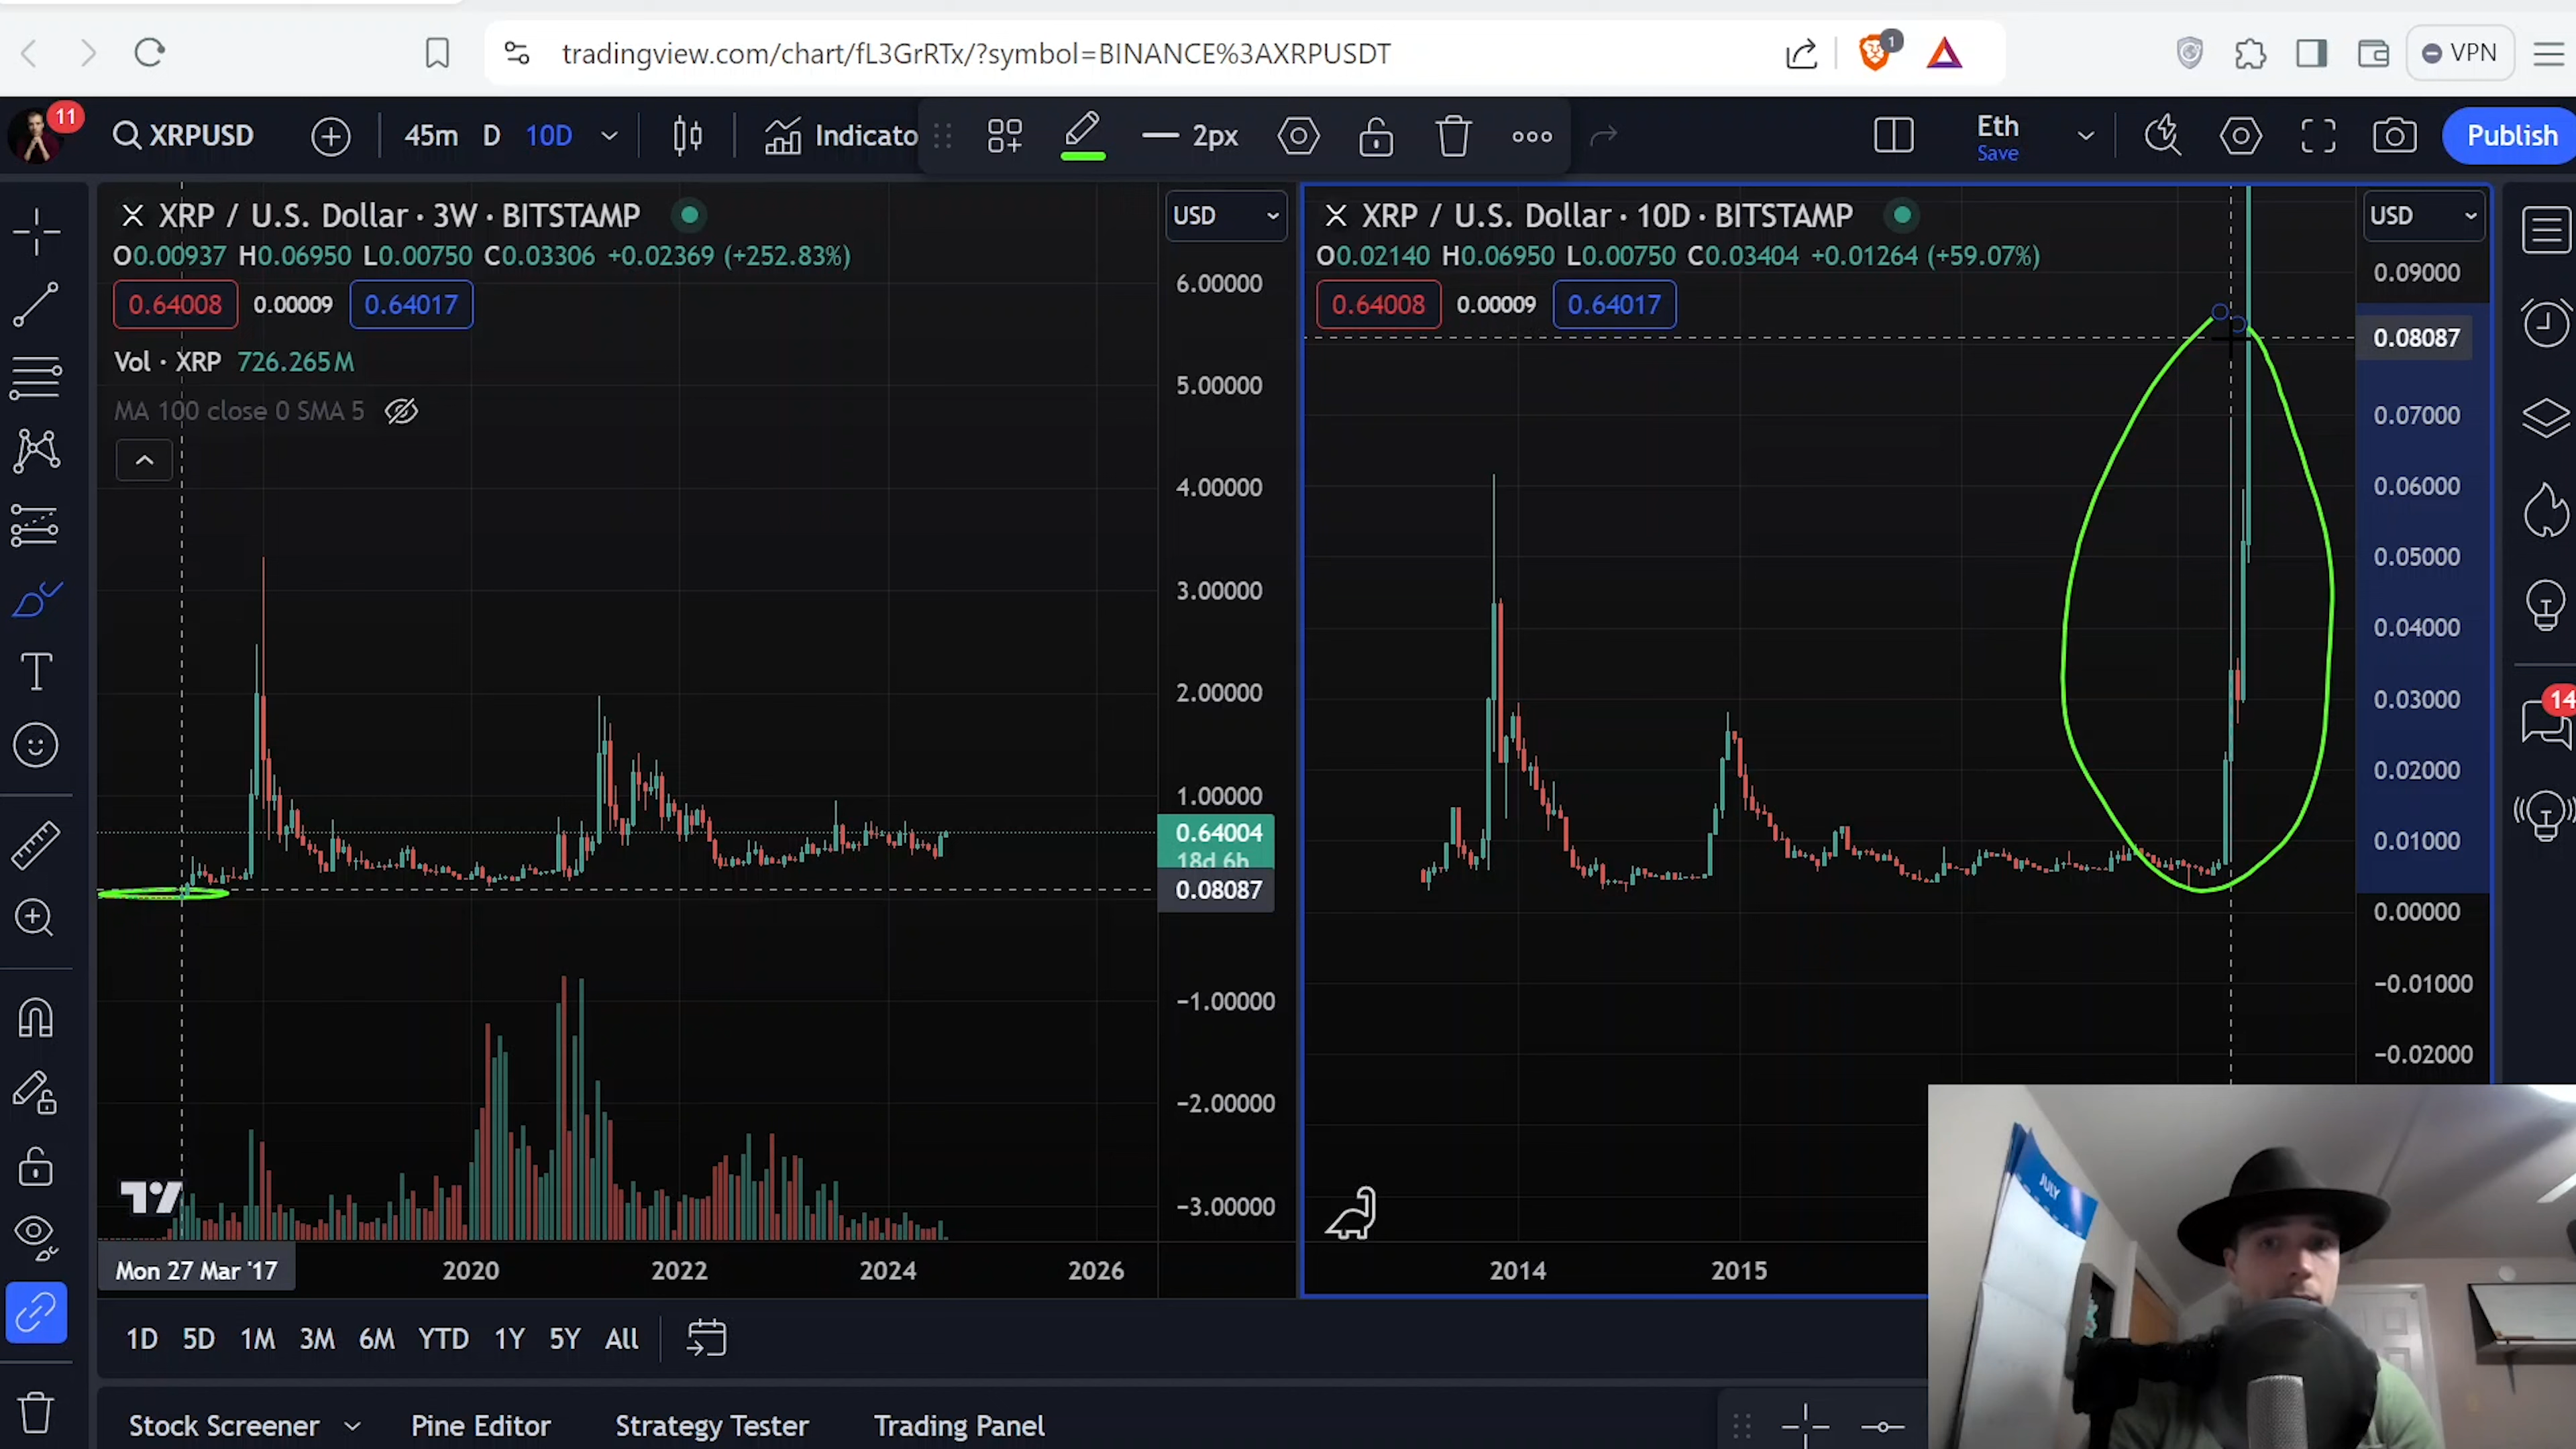 tradingview.com/chart/fL3GrRTx/?symbol=BINANCE%3AXRPUSDT
1
VPN
11
XRPUSD
45m D 10D
Indicato
2px
Eth
Save
Publish
XRP / U.S. Dollar · 3W · BITSTAMP
O0.00937 H0.06950 L0.00750 C0.03306 +0.02369 (+252.83%)
0.64008 0.00009 0.64017
Vol · XRP 726.265M
MA 100 close 0 SMA 5
USD
6.00000
5.00000
4.00000
3.00000
2.00000
1.00000
0.64004
18d 6h
0.08087
−1.00000
−2.00000
−3.00000
Mon 27 Mar '17
2020
2022
2024
2026
XRP / U.S. Dollar · 10D · BITSTAMP
O0.02140 H0.06950 L0.00750 C0.03404 +0.01264 (+59.07%)
0.64008 0.00009 0.64017
USD
0.09000
0.08087
0.07000
0.06000
0.05000
0.04000
0.03000
0.02000
0.01000
0.00000
−0.01000
−0.02000
2014
2015
14
JULY
1D 5D 1M 3M 6M YTD 1Y 5Y All
Stock Screener
Pine Editor
Strategy Tester
Trading Panel